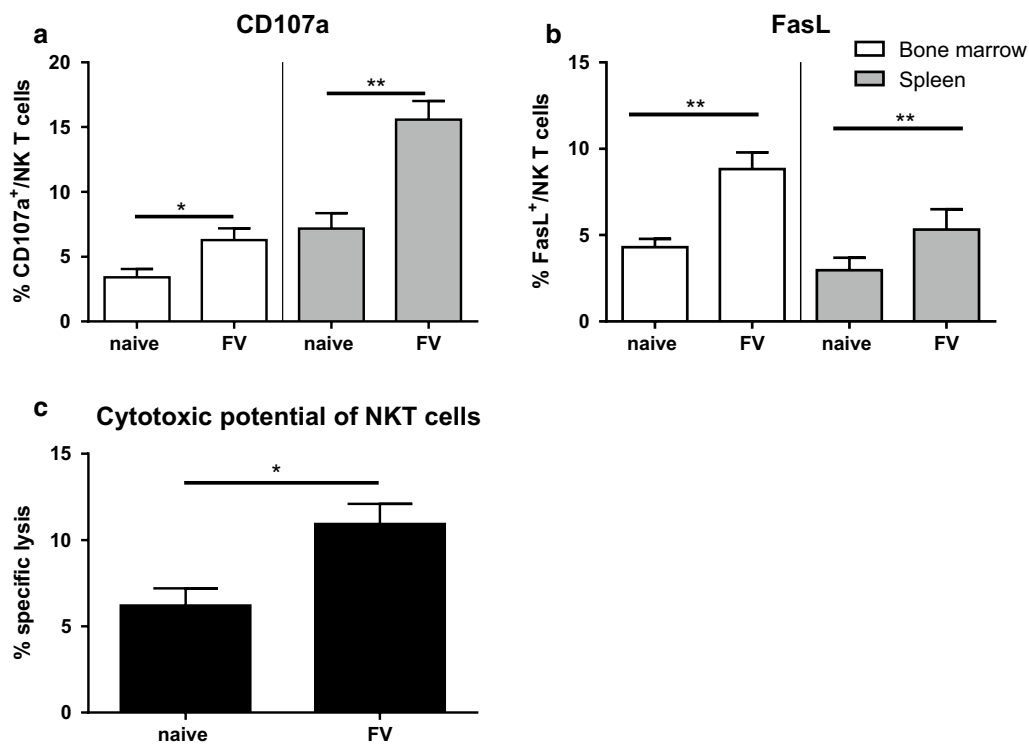 a
CD107a
% CD107a+/NK T cells
20
15
10
5
0
*
**
naive FV naive FV
b
FasL
Bone marrow
Spleen
% FasL+/NK T cells
15
10
5
0
**
**
naive FV naive FV
c
Cytotoxic potential of NKT cells
% specific lysis
15
10
5
0
*
naive FV